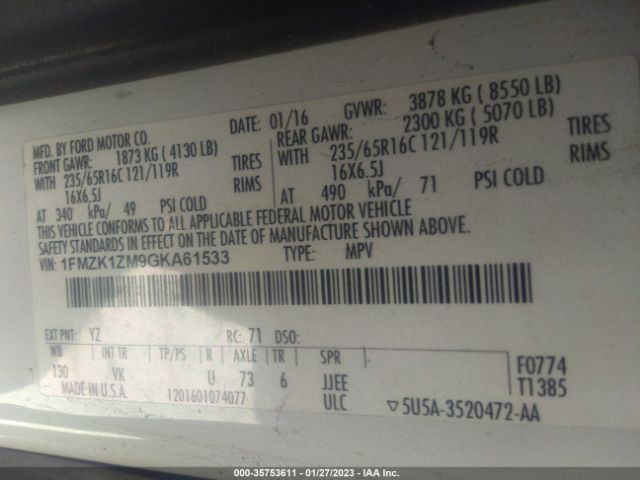 MFD. BY FORD MOTOR CO. DATE: 01/16 GVWR: 3878 KG ( 8550 LB)
FRONT GAWR: 1873 KG ( 4130 LB) REAR GAWR: 2300 KG ( 5070 LB)
WITH 235/65R16C 121/119R TIRES WITH 235/65R16C 121/119R TIRES
16X6.5J RIMS 16X6.5J RIMS
AT 340 kPa/ 49 PSI COLD AT 490 kPa/ 71 PSI COLD
THIS VEHICLE CONFORMS TO ALL APPLICABLE FEDERAL MOTOR VEHICLE
SAFETY STANDARDS IN EFFECT ON THE DATE OF MANUFACTURE SHOWN ABOVE.
VIN: 1FMZK1ZM9GKA61533 TYPE: MPV
EXT PNT: YZ RC: 71 DSO:
WB INT TR TP/PS R AXLE TR SPR F0774
130 VK U 73 6 JJEE T1385
MADE IN U.S.A. 1201601074077 ULC ▽5U5A-3520472-AA
000-35753611 - 01/27/2023 - IAA Inc.